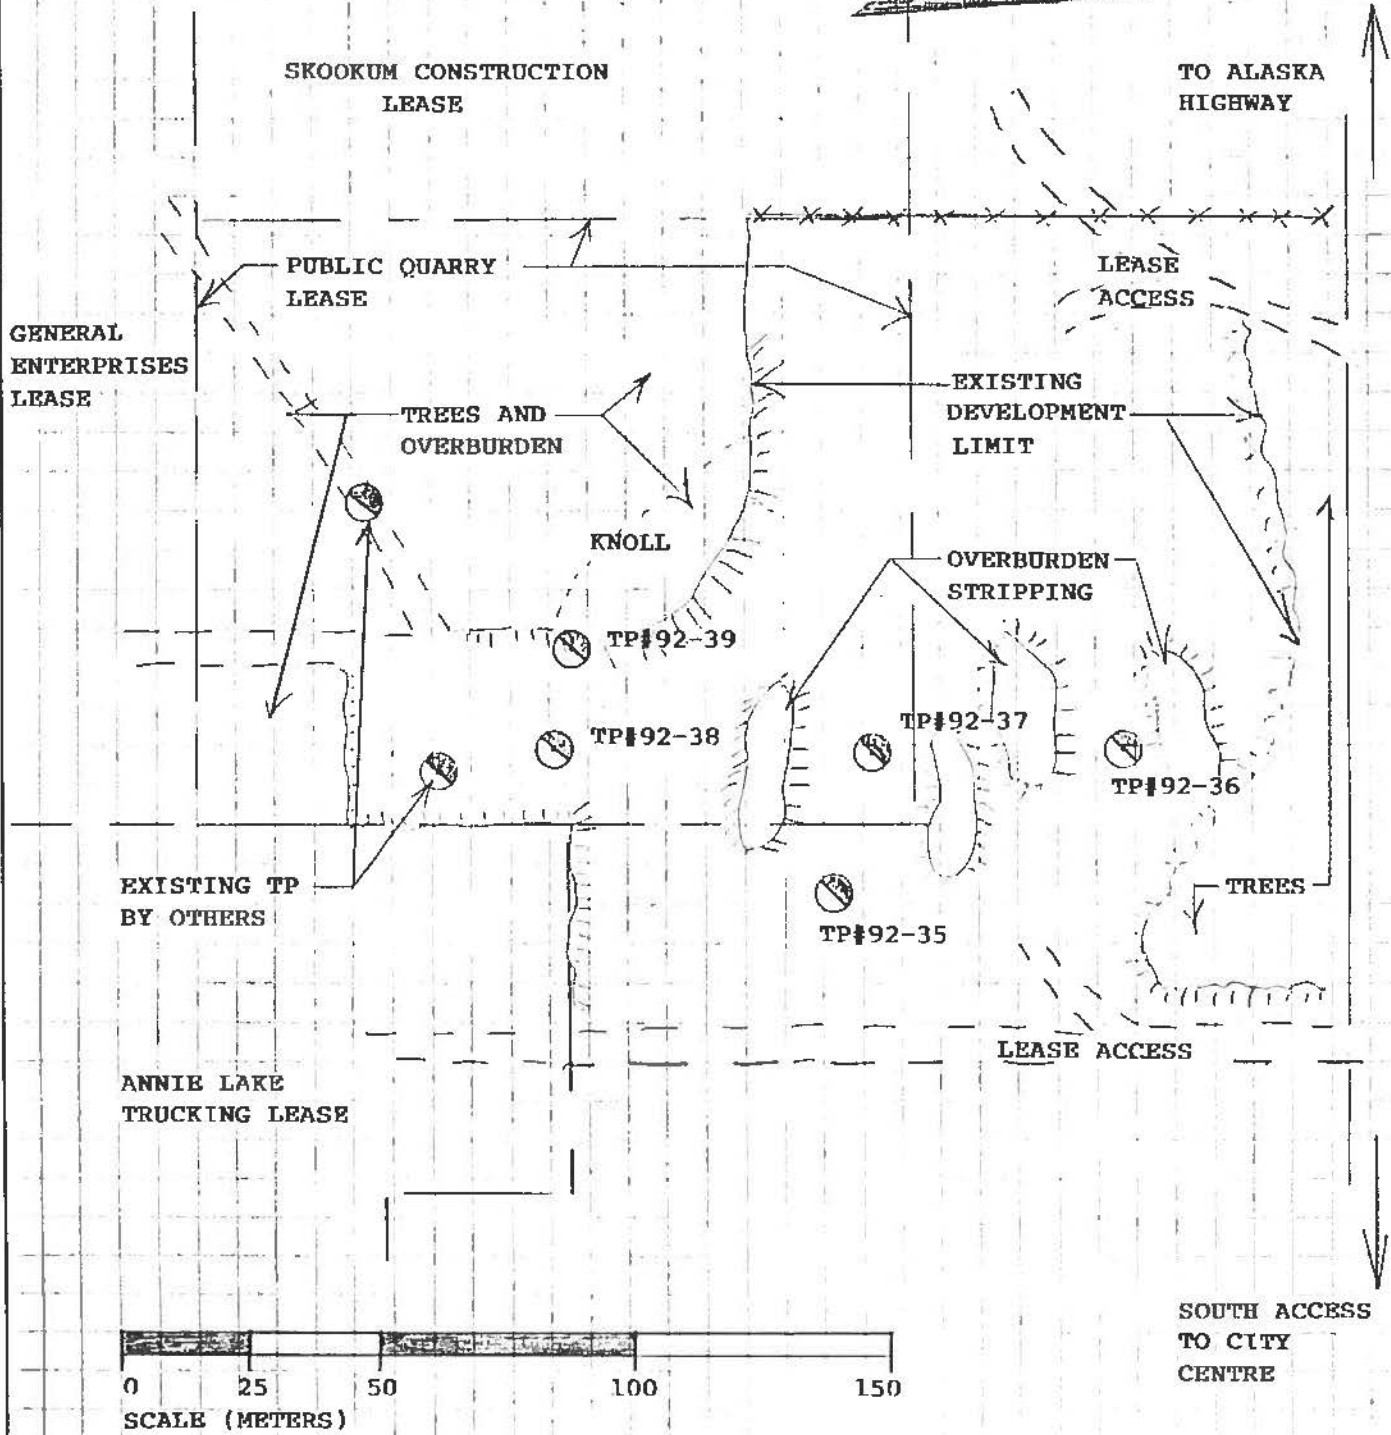 SKOOKUM CONSTRUCTION
LEASE
TO ALASKA
HIGHWAY
PUBLIC QUARRY
LEASE
LEASE
ACCESS
GENERAL
ENTERPRISES
LEASE
EXISTING
DEVELOPMENT
LIMIT
TREES AND
OVERBURDEN
KNOLL
OVERBURDEN
STRIPPING
TP#92-39
TP#92-38
TP#92-37
TP#92-36
EXISTING TP
BY OTHERS
TREES
TP#92-35
LEASE ACCESS
ANNIE LAKE
TRUCKING LEASE
SOUTH ACCESS
TO CITY
CENTRE
0 25 50 100 150
SCALE (METERS)